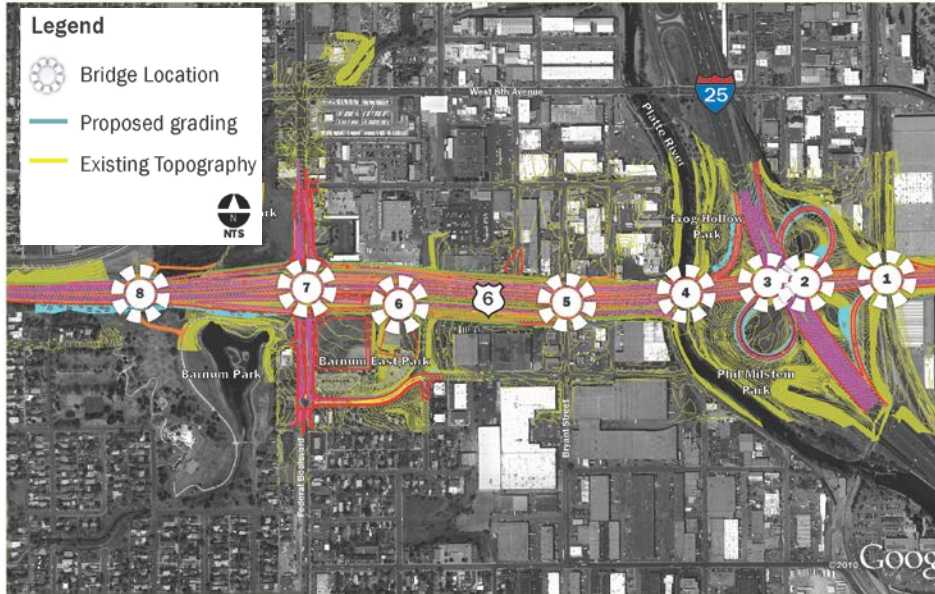 Legend
Bridge Location
Proposed grading
Existing Topography
N
NTS
West 8th Avenue
25
Platte River
Frog Hollow
Park
8
7
6
6
5
4
3
2
1
Barnum Park
Barnum East Park
Phil Milstein
Park
Federal Boulevard
Bryant Street
©2010 Goog